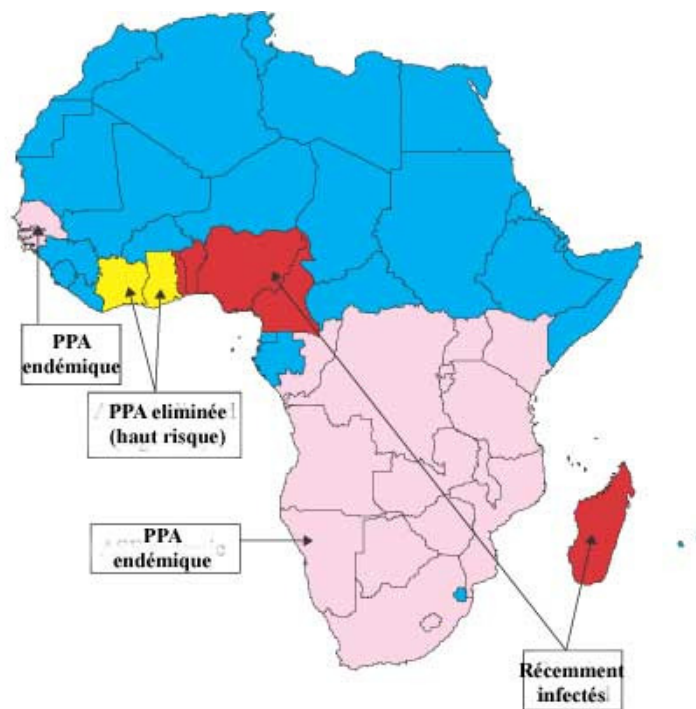 PPA
endémique
PPA eliminée
(haut risque)
PPA
endémique
Récemment
infectés